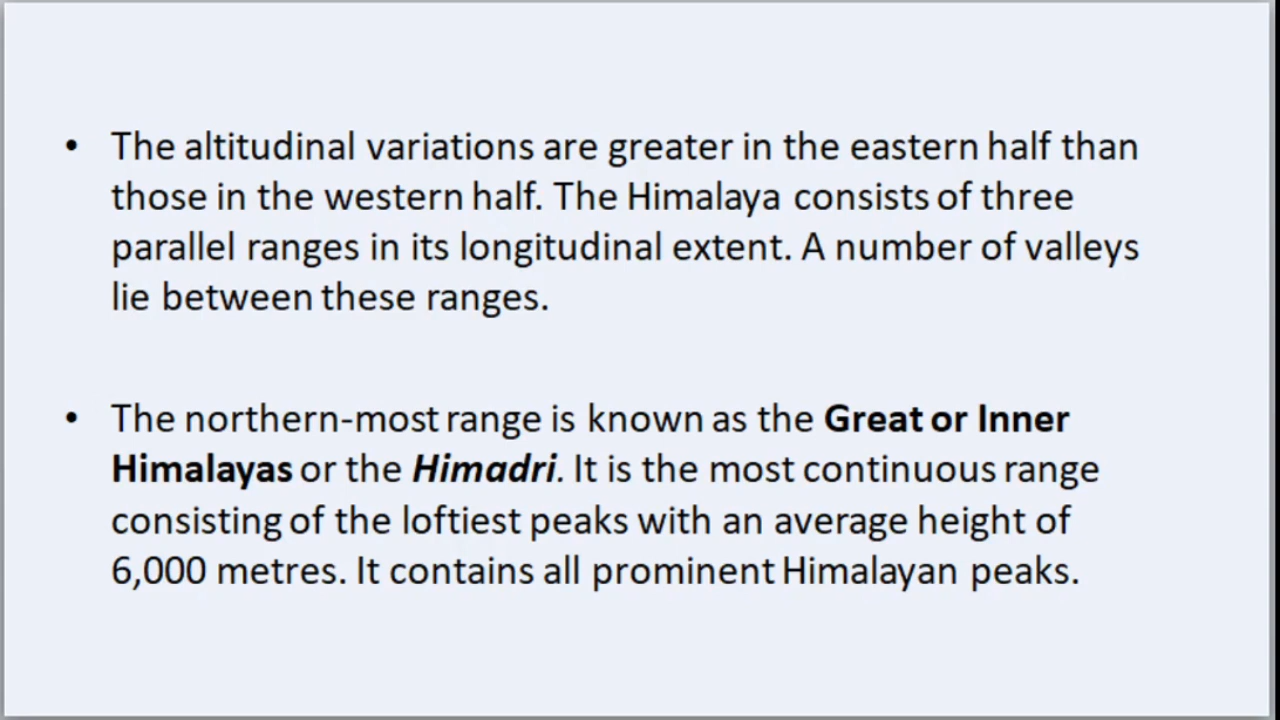 • The altitudinal variations are greater in the eastern half than
those in the western half. The Himalaya consists of three
parallel ranges in its longitudinal extent. A number of valleys
lie between these ranges.
• The northern-most range is known as the Great or Inner
Himalayas or the Himadri. It is the most continuous range
consisting of the loftiest peaks with an average height of
6,000 metres. It contains all prominent Himalayan peaks.